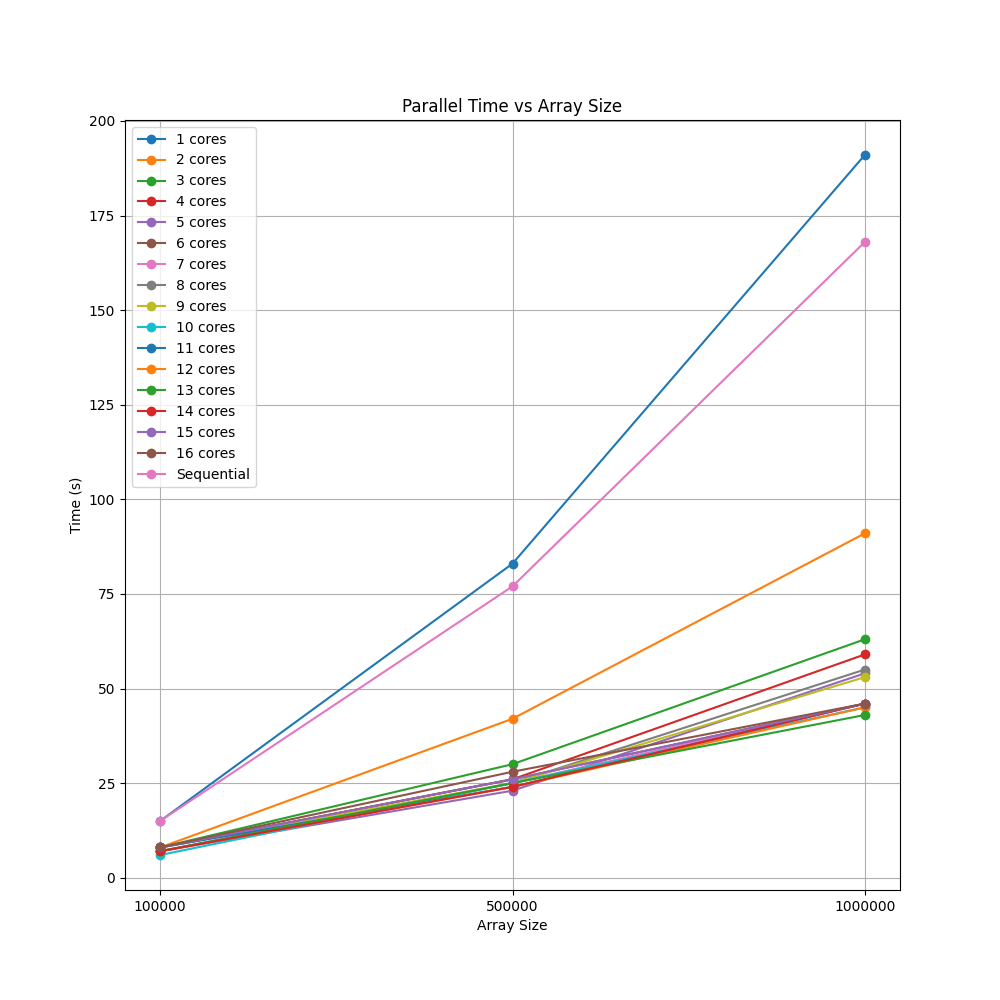 Parallel Time vs Array Size
200
175
150
125
100
75
50
25
0
Time (s)
1 cores
2 cores
3 cores
4 cores
5 cores
6 cores
7 cores
8 cores
9 cores
10 cores
11 cores
12 cores
13 cores
14 cores
15 cores
16 cores
Sequential
100000 500000 1000000
Array Size